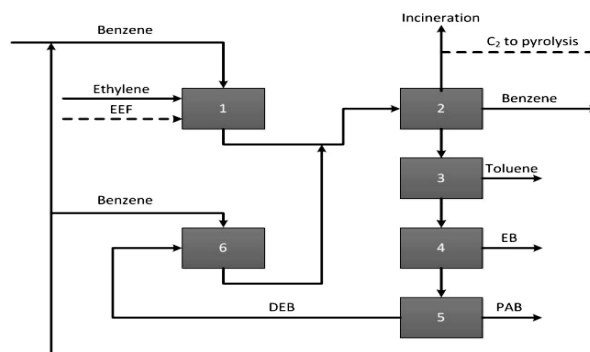 Incineration
Benzene
C₂ to pyrolysis
Ethylene
EEF
1
2
Benzene
3
Toluene
Benzene
6
4
EB
DEB
5
PAB